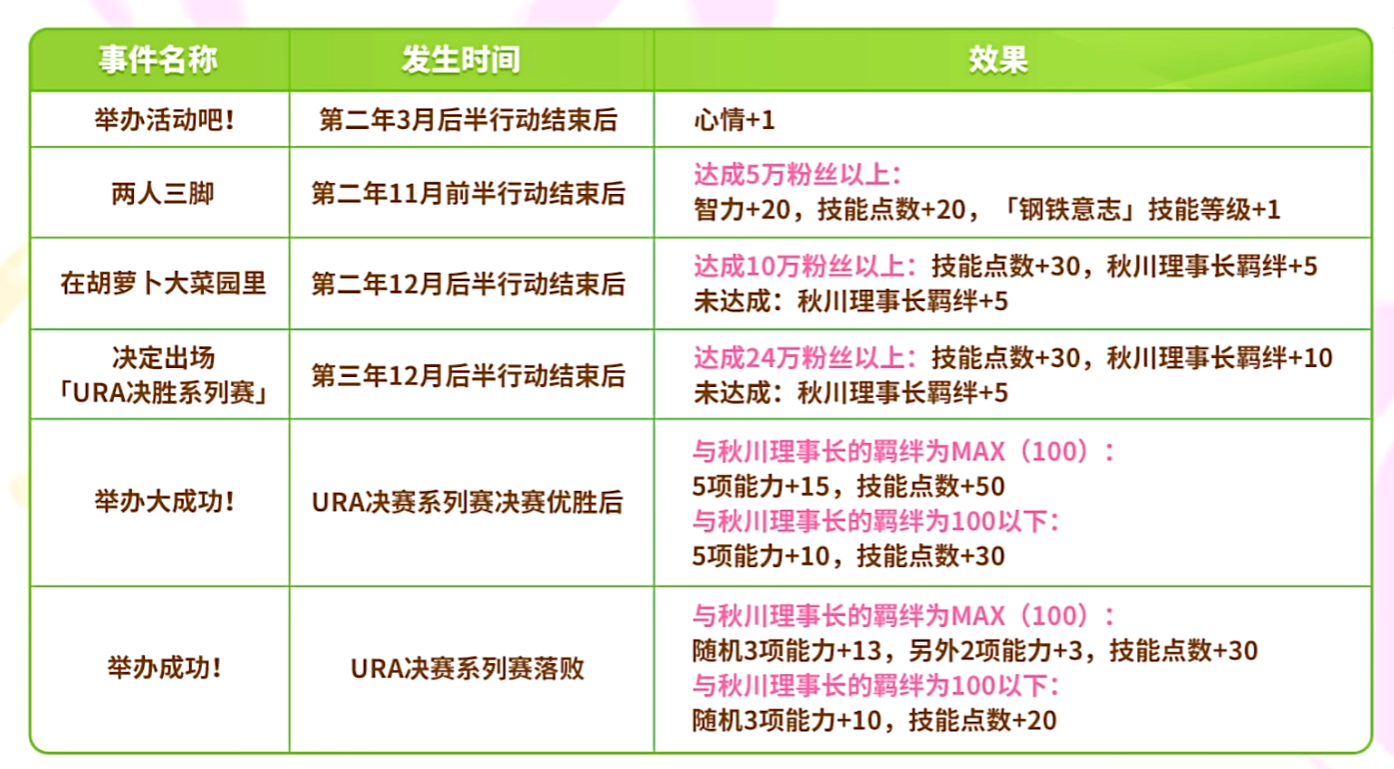 事件名称 发生时间 效果
举办活动吧！ 第二年3月后半行动结束后 心情+1
两人三脚 第二年11月前半行动结束后
达成5万粉丝以上：
智力+20，技能点数+20，「钢铁意志」技能等级+1
在胡萝卜大菜园里 第二年12月后半行动结束后
达成10万粉丝以上：技能点数+30，秋川理事长羁绊+5
未达成：秋川理事长羁绊+5
决定出场
「URA决胜系列赛」
第三年12月后半行动结束后
达成24万粉丝以上：技能点数+30，秋川理事长羁绊+10
未达成：秋川理事长羁绊+5
举办大成功！ URA决赛系列赛决赛优胜后
与秋川理事长的羁绊为MAX（100）：
5项能力+15，技能点数+50
与秋川理事长的羁绊为100以下：
5项能力+10，技能点数+30
举办成功！ URA决赛系列赛落败
与秋川理事长的羁绊为MAX（100）：
随机3项能力+13，另外2项能力+3，技能点数+30
与秋川理事长的羁绊为100以下：
随机3项能力+10，技能点数+20